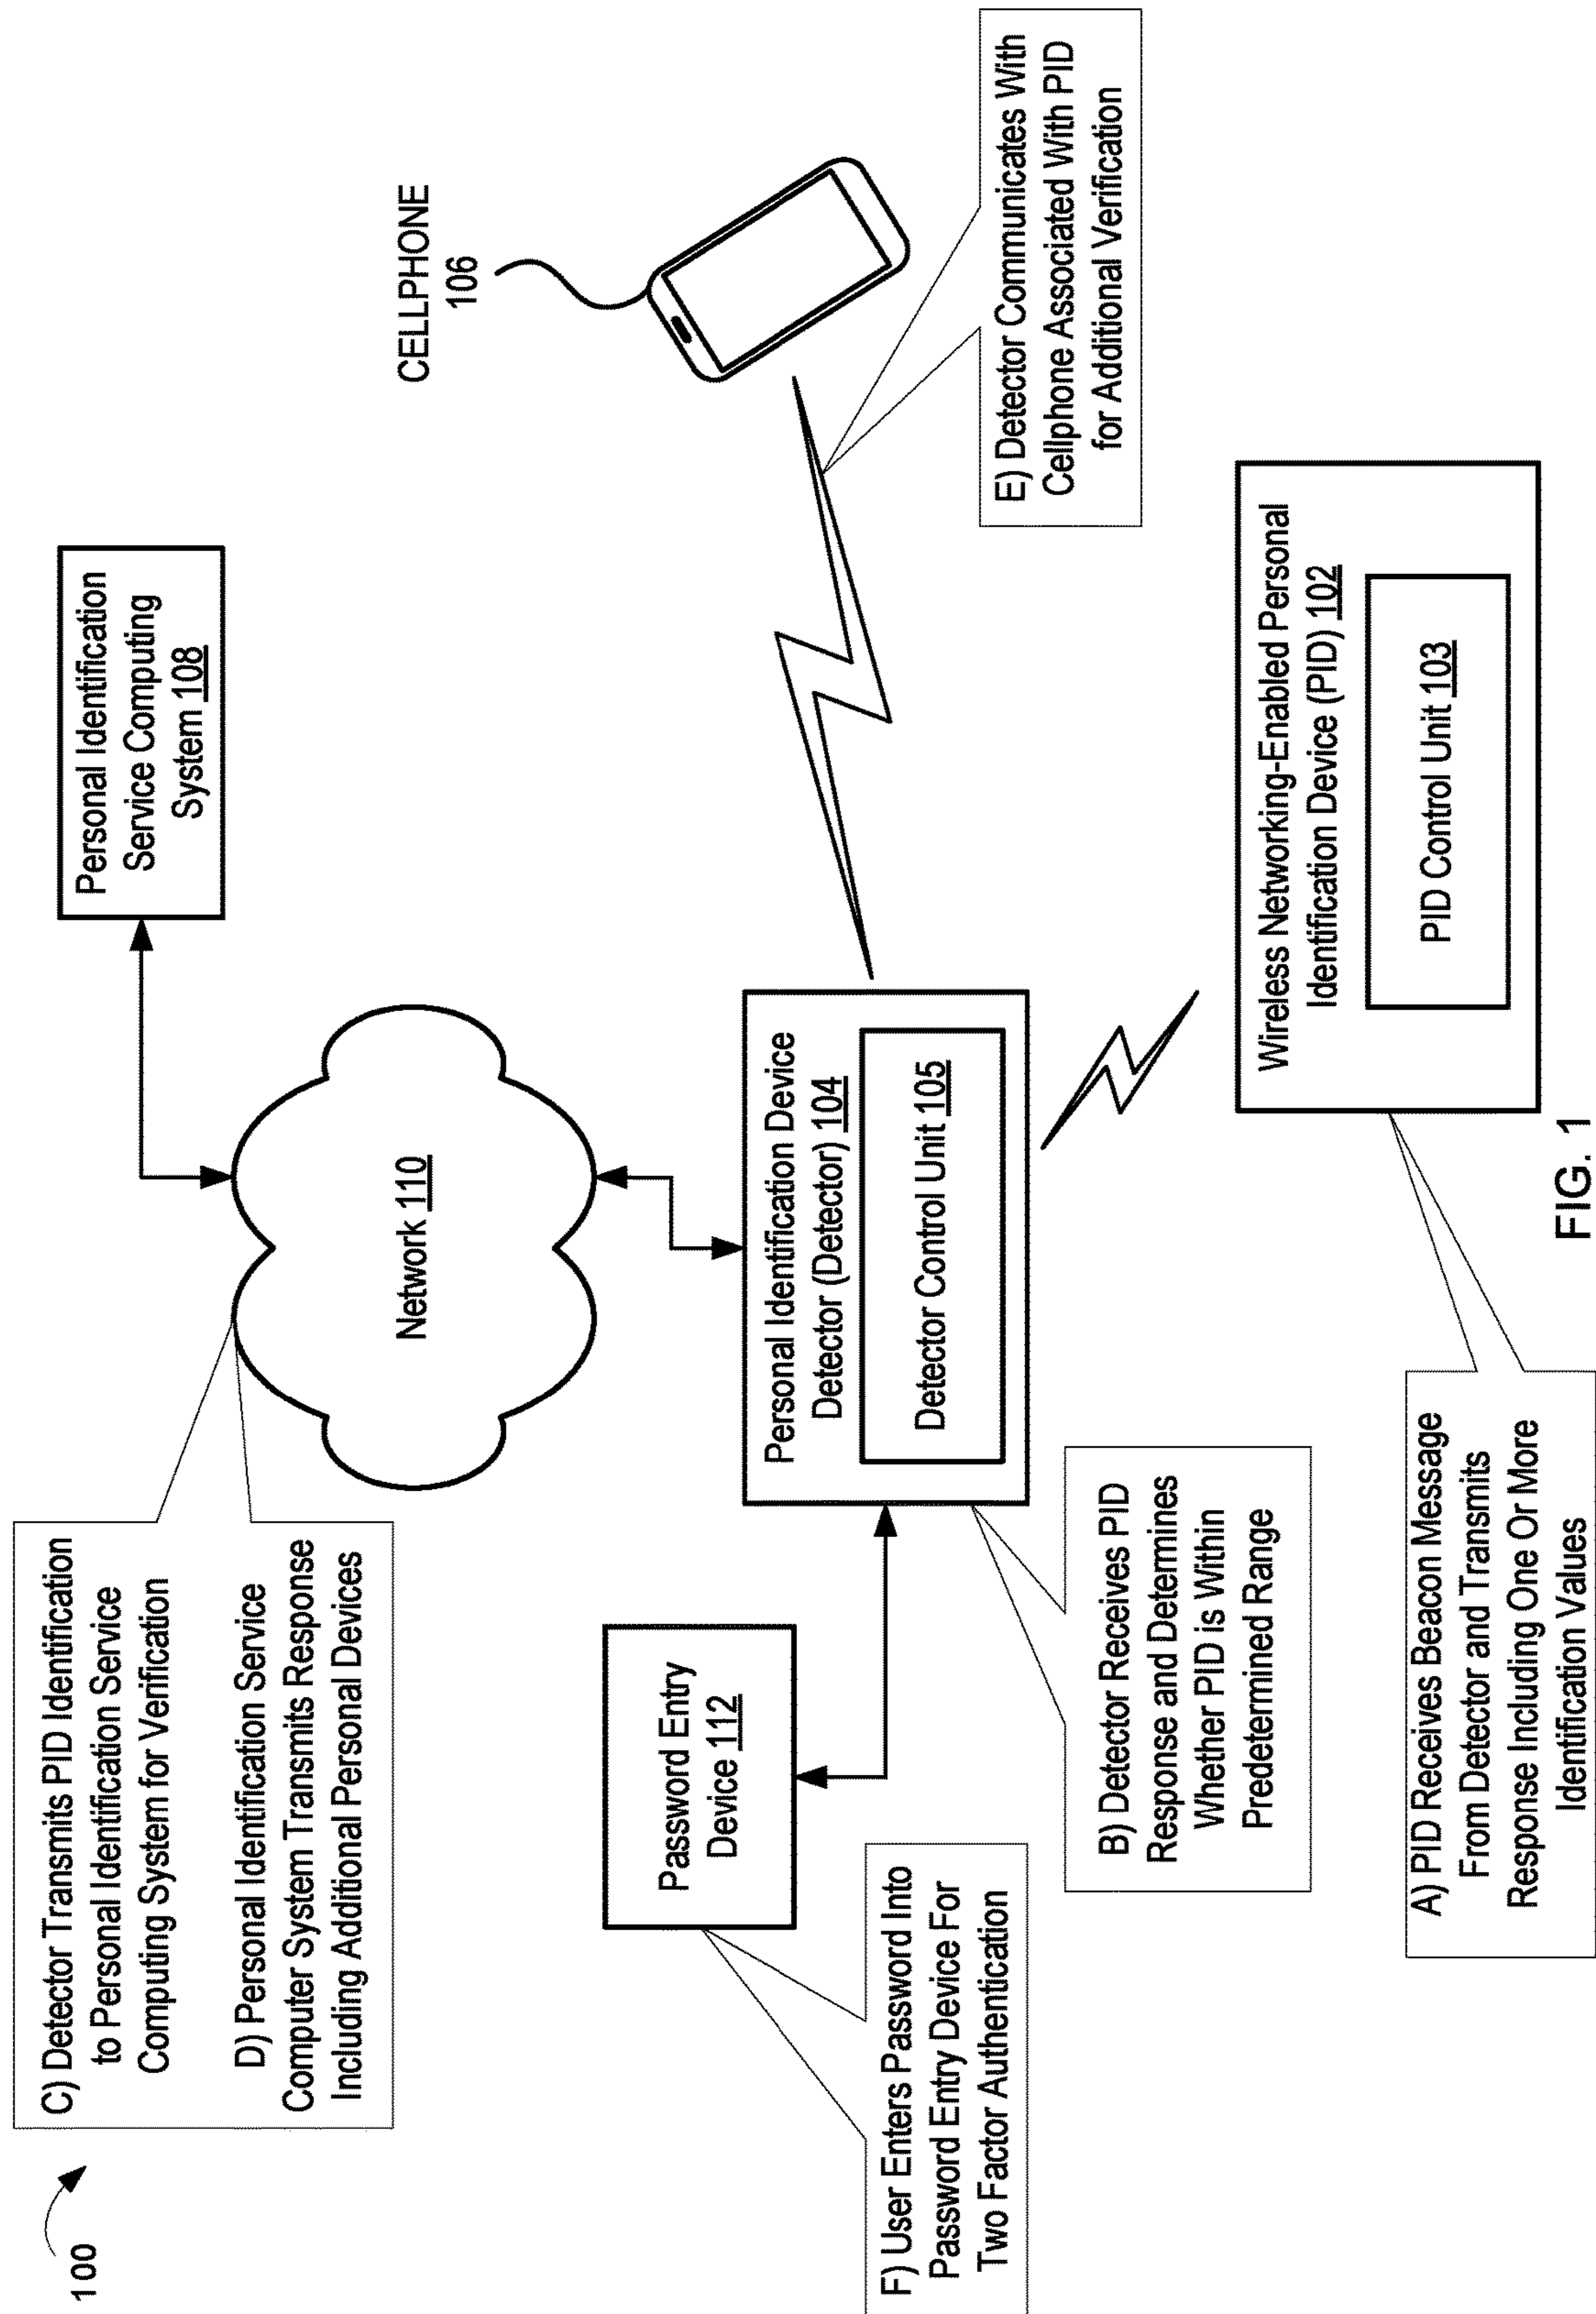 100
C) Detector Transmits PID Identification
to Personal Identification Service
Computing System for Verification
D) Personal Identification Service
Computer System Transmits Response
Including Additional Personal Devices
Personal Identification
Service Computing
System 108
Network 110
CELLPHONE
106
F) User Enters Password Into
Password Entry Device For
Two Factor Authentication
Password Entry
Device 112
Personal Identification Device
Detector (Detector) 104
Detector Control Unit 105
E) Detector Communicates With
Cellphone Associated With PID
for Additional Verification
B) Detector Receives PID
Response and Determines
Whether PID is Within
Predetermined Range
Wireless Networking-Enabled Personal
Identification Device (PID) 102
PID Control Unit 103
A) PID Receives Beacon Message
From Detector and Transmits
Response Including One Or More
Identification Values
FIG. 1